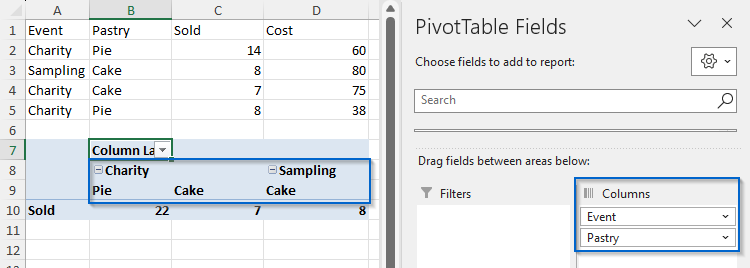 A B C D
1 Event Pastry Sold Cost
2 Charity Pie 14 60
3 Sampling Cake 8 80
4 Charity Cake 7 75
5 Charity Pie 8 38
6
7 Column La
8 Charity Sampling
9 Pie Cake Cake
10 Sold 22 7 8
11
12
13
PivotTable Fields
Choose fields to add to report:
Search
Drag fields between areas below:
Filters
Columns
Event
Pastry